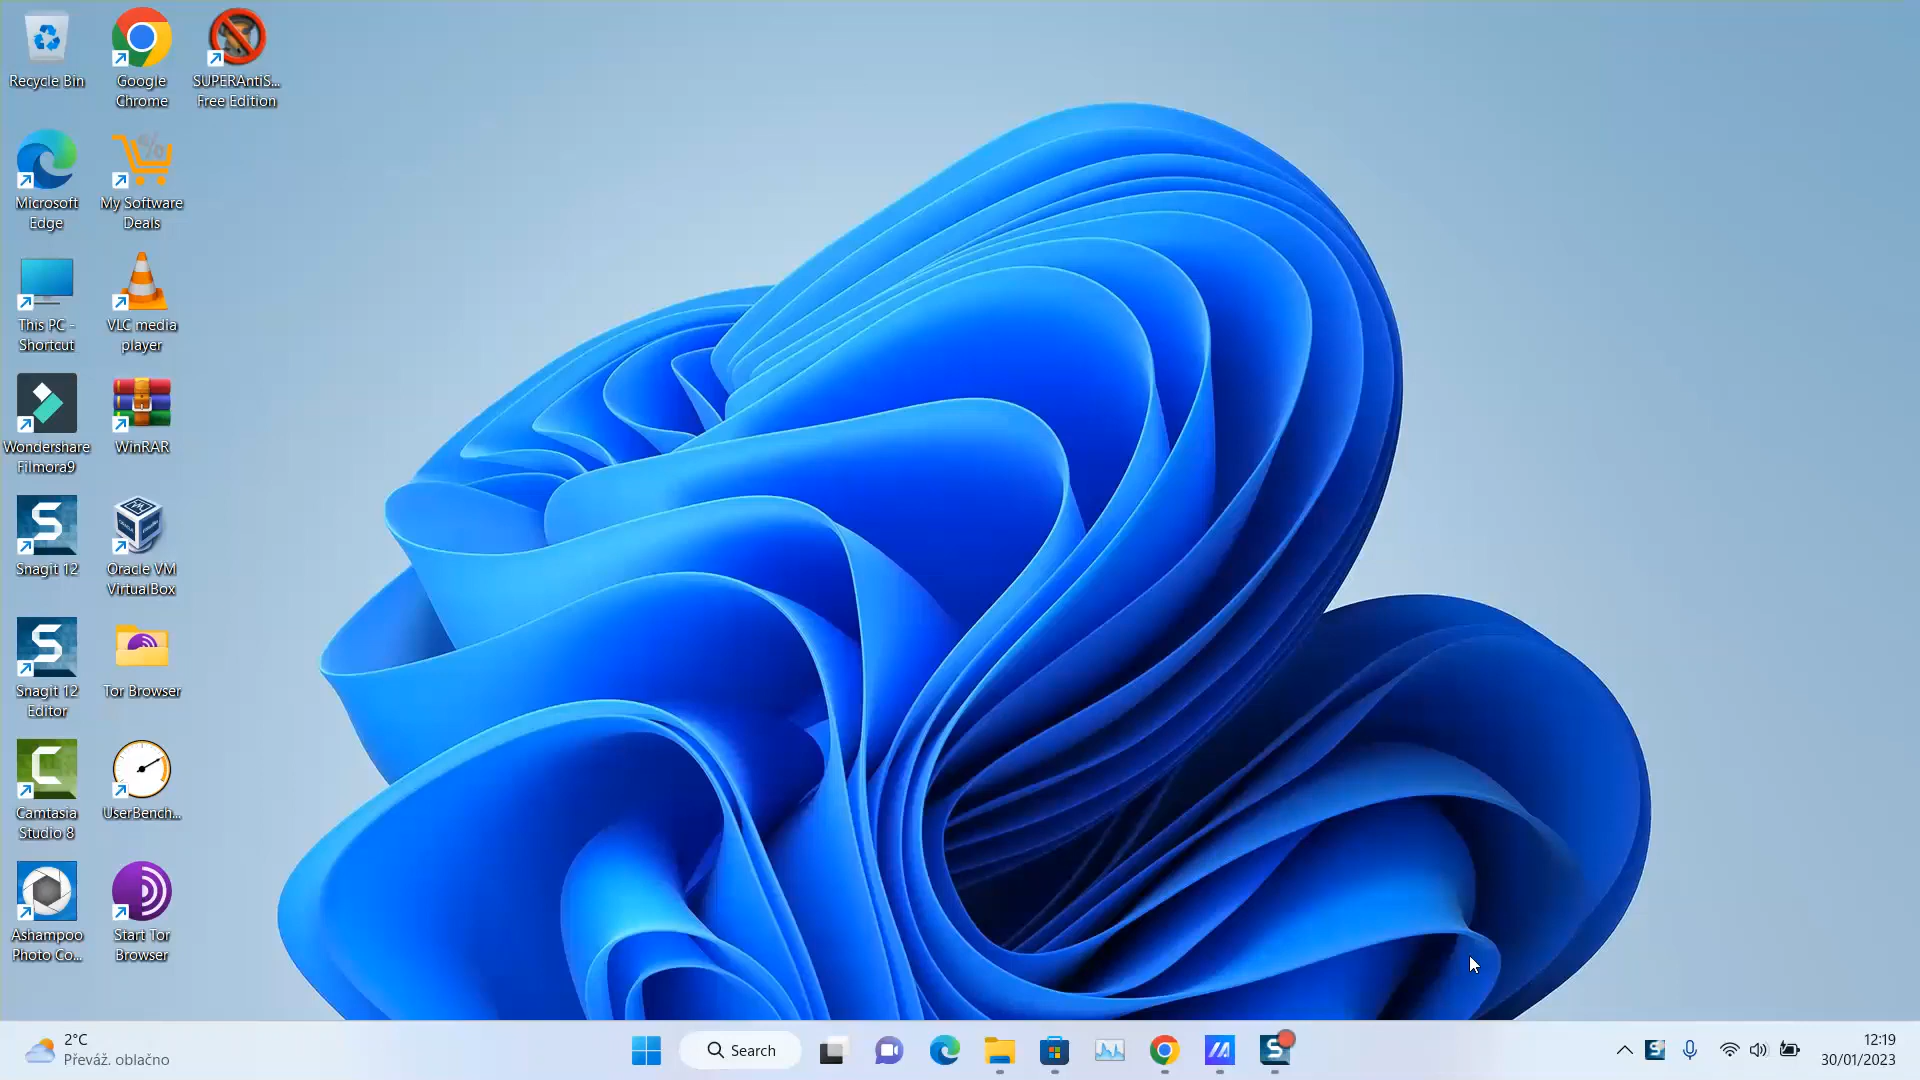 Recycle Bin
Google
Chrome
SUPERAntiS...
Free Edition
Microsoft
Edge
My Software
Deals
This PC -
Shortcut
VLC media
player
Wondershare
Filmora9
WinRAR
Snagit 12
Oracle VM
VirtualBox
Snagit 12
Editor
Tor Browser
Camtasia
Studio 8
UserBench...
Ashampoo
Photo Co...
Start Tor
Browser
2°C
Převáž. oblačno
Search
12:19
30/01/2023